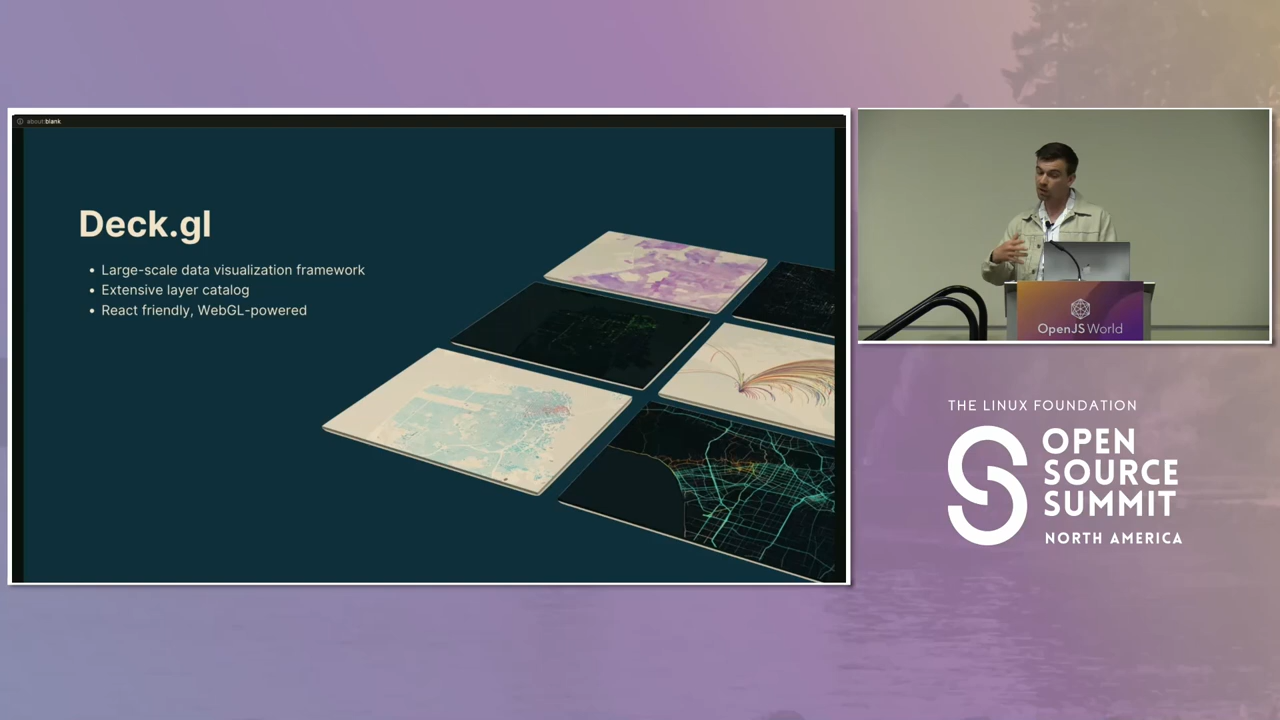 about:blank
Deck.gl
• Large-scale data visualization framework
• Extensive layer catalog
• React friendly, WebGL-powered
OpenJS World
THE LINUX FOUNDATION
OPEN
SOURCE
SUMMIT
NORTH AMERICA